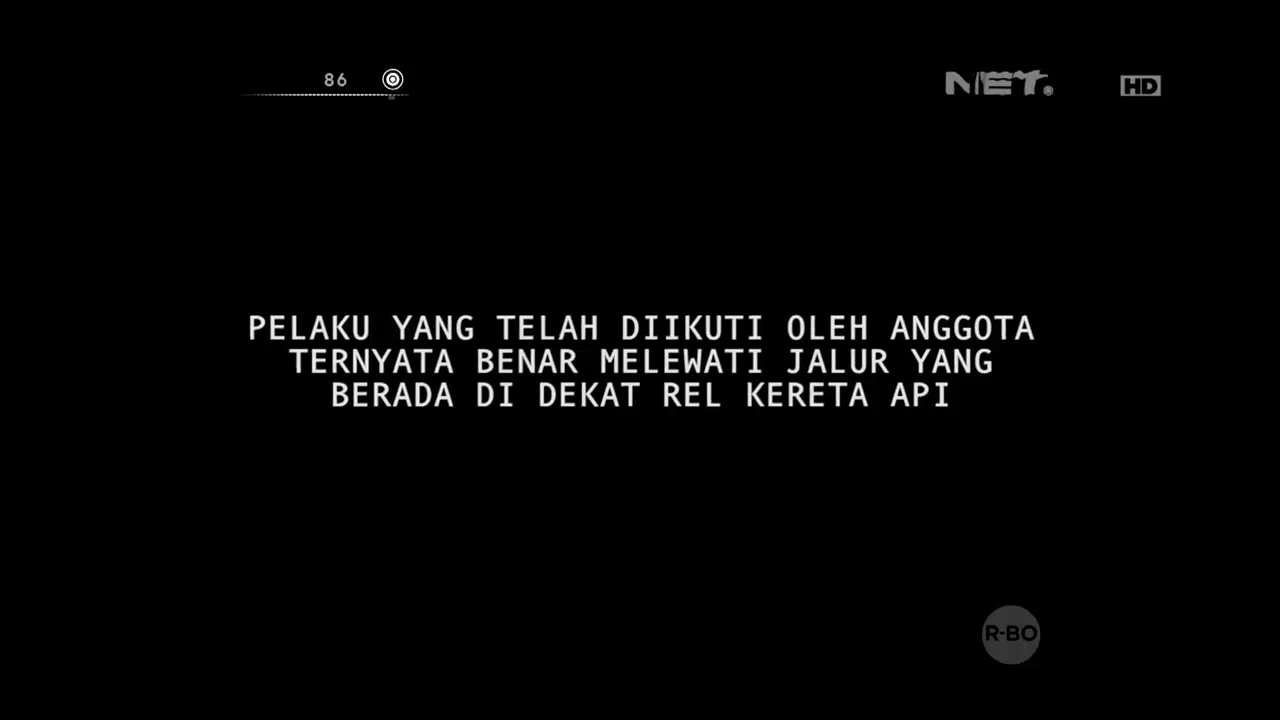 86
NET.
HD
PELAKU YANG TELAH DIIKUTI OLEH ANGGOTA
TERNYATA BENAR MELEWATI JALUR YANG
BERADA DI DEKAT REL KERETA API
R-BO